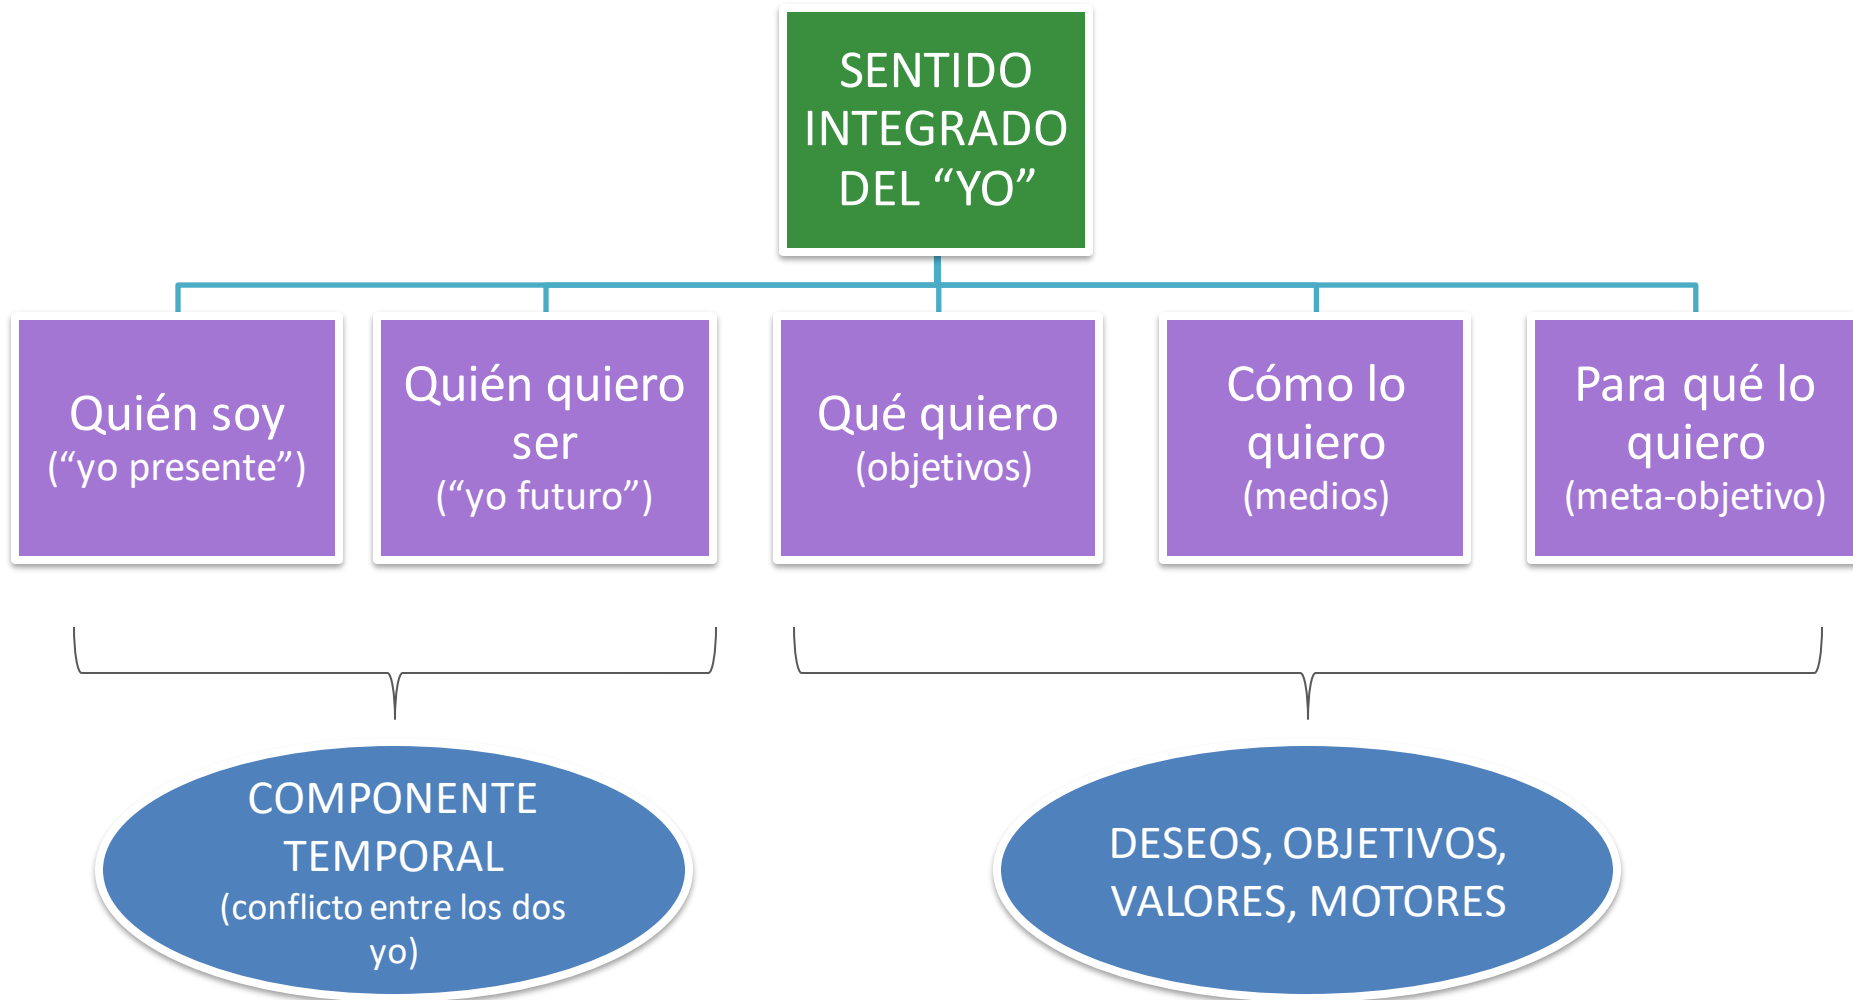 SENTIDO
INTEGRADO
DEL “YO”
Quién soy
(“yo presente”)
Quién quiero
ser
(“yo futuro”)
Qué quiero
(objetivos)
Cómo lo
quiero
(medios)
Para qué lo
quiero
(meta-objetivo)
COMPONENTE
TEMPORAL
(conflicto entre los dos
yo)
DESEOS, OBJETIVOS,
VALORES, MOTORES